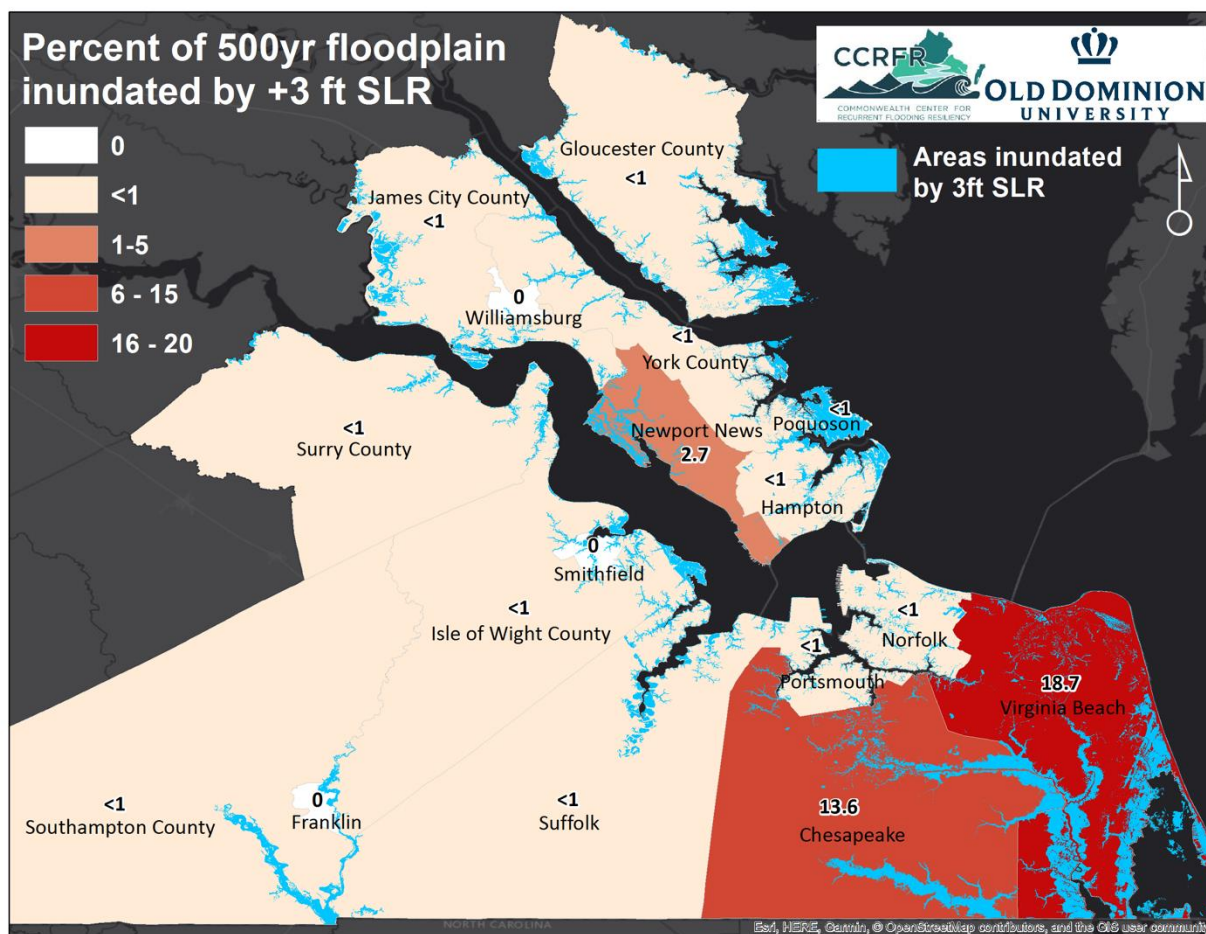 Percent of 500yr floodplain
inundated by +3 ft SLR
0
<1
1-5
6 - 15
16 - 20
CCRFR
COMMONWEALTH CENTER FOR
RECURRENT FLOODING RESILIENCY
OLD DOMINION
UNIVERSITY
Areas inundated
by 3ft SLR
Gloucester County
<1
James City County
<1
0
Williamsburg
<1
York County
<1
Poquoson
Newport News
2.7
<1
Hampton
<1
Surry County
0
Smithfield
<1
Isle of Wight County
<1
Norfolk
<1
Portsmouth
18.7
Virginia Beach
13.6
Chesapeake
<1
Suffolk
0
Franklin
<1
Southampton County
NORTH CAROLINA
Esri, HERE, Garmin, © OpenStreetMap contributors, and the GIS user communit